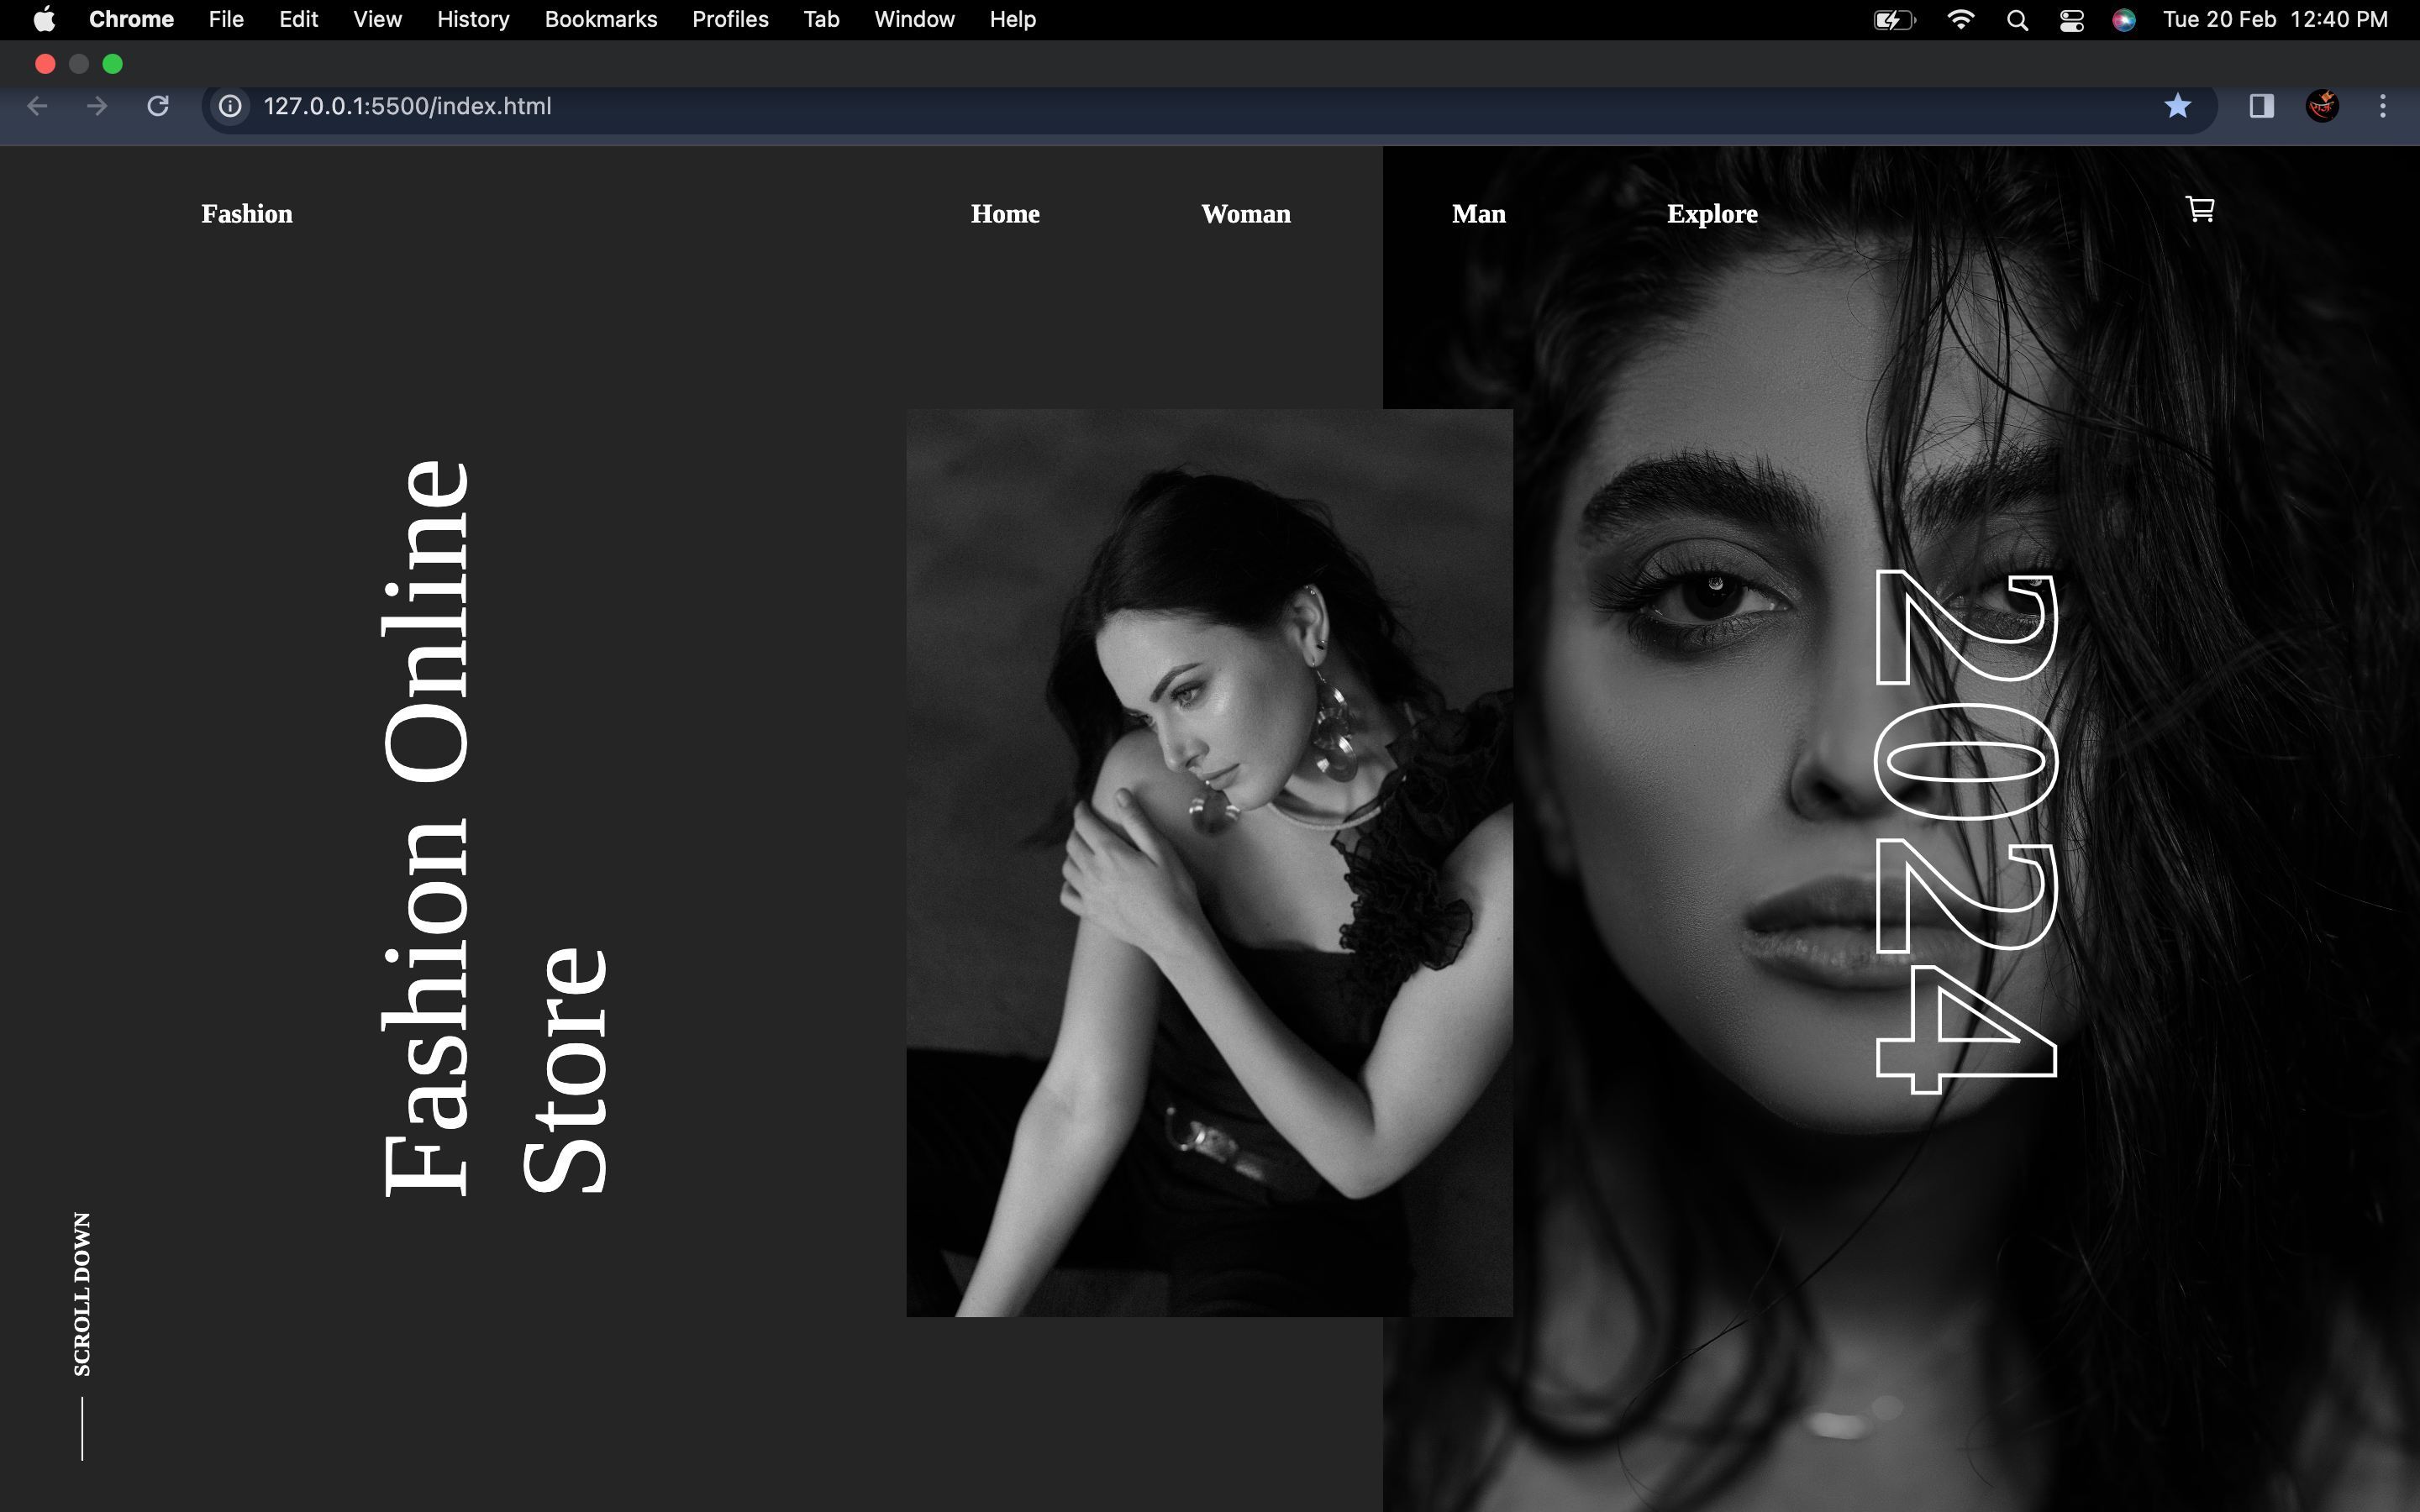 Chrome File Edit View History Bookmarks Profiles Tab Window Help Tue 20 Feb 12:40 PM
127.0.0.1:5500/index.html
Fashion Home Woman Man Explore
Fashion Online
Store
2024
SCROLL DOWN